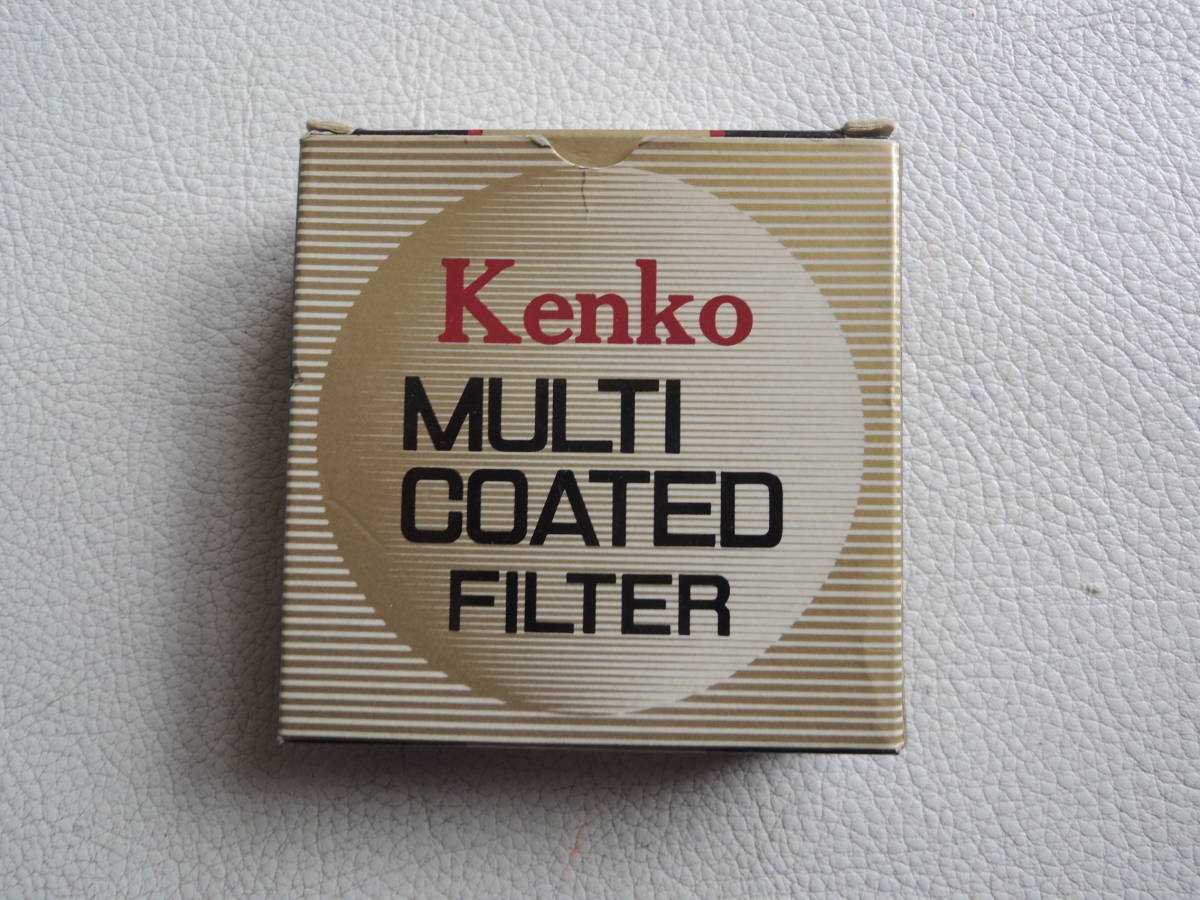 Kenko
MULTI
COATED
FILTER